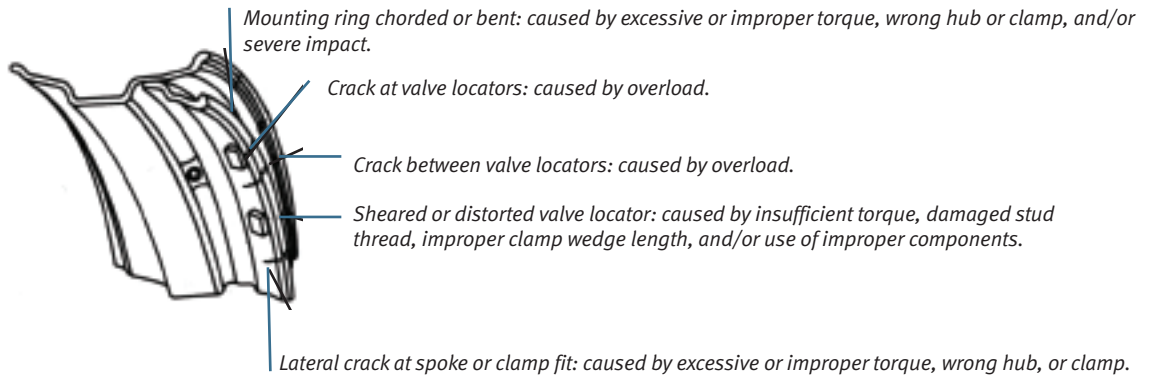 Mounting ring chorded or bent: caused by excessive or improper torque, wrong hub or clamp, and/or
severe impact.
Crack at valve locators: caused by overload.
Crack between valve locators: caused by overload.
Sheared or distorted valve locator: caused by insufficient torque, damaged stud
thread, improper clamp wedge length, and/or use of improper components.
Lateral crack at spoke or clamp fit: caused by excessive or improper torque, wrong hub, or clamp.